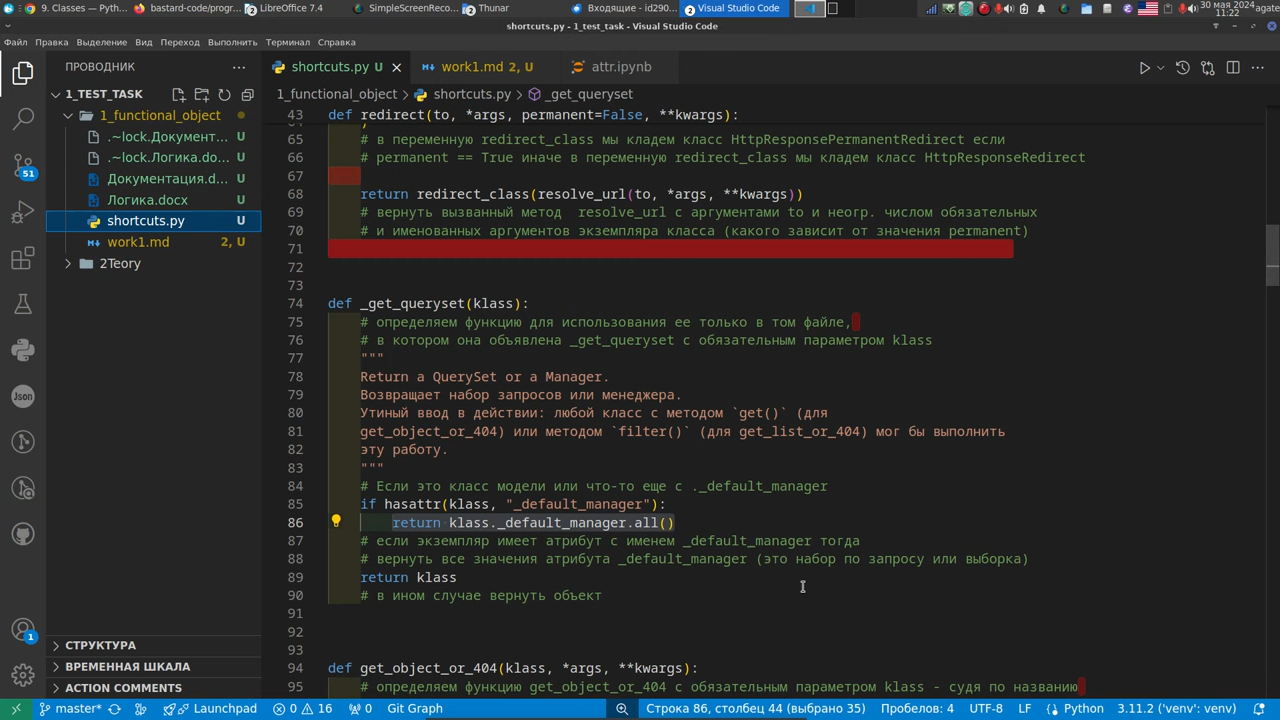 9. Classes — Pyth...
bastard-code/progr...
LibreOffice 7.4
SimpleScreenReco...
Thunar
Входящие - id290...
Visual Studio Code
30 мая 2024
11:22
agate
shortcuts.py - 1_test_task - Visual Studio Code
Файл Правка Выделение Вид Переход Выполнить Терминал Справка
ПРОВОДНИК
shortcuts.py U
work1.md 2, U
attr.ipynb
1_TEST_TASK
1_functional_object > shortcuts.py > _get_queryset
1_functional_object
.~lock.Документ... U
.~lock.Логика.do... U
Документация.d... U
Логика.docx U
shortcuts.py U
work1.md 2, U
2Teory
51
43 def redirect(to, *args, permanent=False, **kwargs):
65 # в переменную redirect_class мы кладем класс HttpResponsePermanentRedirect если
66 # permanent == True иначе в переменную redirect_class мы кладем класс HttpResponseRedirect
67
68 return redirect_class(resolve_url(to, *args, **kwargs))
69 # вернуть вызванный метод  resolve_url с аргументами to и неогр. числом обязательных
70 # и именованных аргументов экземпляра класса (какого зависит от значения permanent)
71
72
73
74 def _get_queryset(klass):
75 # определяем функцию для использования ее только в том файле,
76 # в котором она объявлена _get_queryset с обязательным параметром klass
77 """
78 Return a QuerySet or a Manager.
79 Возвращает набор запросов или менеджера.
80 Утиный ввод в действии: любой класс с методом `get()` (для
81 get_object_or_404) или методом `filter()` (для get_list_or_404) мог бы выполнить
82 эту работу.
83 """
84 # Если это класс модели или что-то еще с ._default_manager
85 if hasattr(klass, "_default_manager"):
86 return klass._default_manager.all()
87 # если экземпляр имеет атрибут с именем _default_manager тогда
88 # вернуть все значения атрибута _default_manager (это набор по запросу или выборка)
89 return klass
90 # в ином случае вернуть объект
91
92
93
94 def get_object_or_404(klass, *args, **kwargs):
95 # определяем функцию get_object_or_404 с обязательным параметром klass - судя по названию
Json
1
СТРУКТУРА
ВРЕМЕННАЯ ШКАЛА
ACTION COMMENTS
master* Launchpad 0 16 0 Git Graph Строка 86, столбец 44 (выбрано 35) Пробелов: 4 UTF-8 LF Python 3.11.2 ('venv': venv)